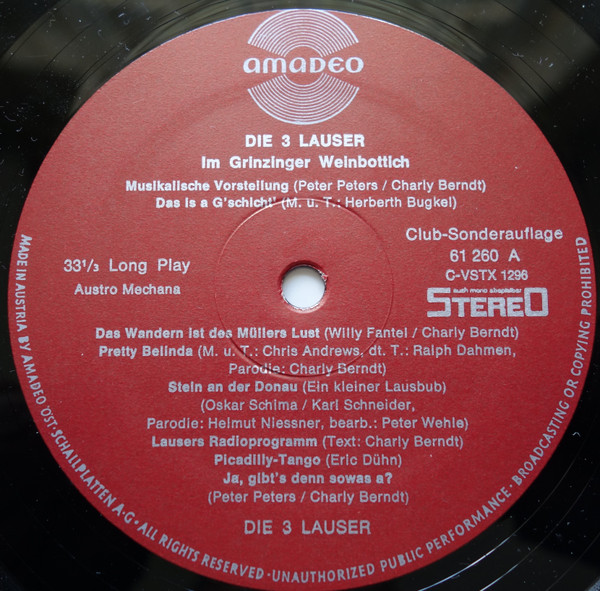 amadeo
DIE 3 LAUSER
Im Grinzinger Weinbottich
Musikalische Vorstellung (Peter Peters / Charly Berndt)
Das is a G'schicht' (M. u. T.: Herberth Bugkel)
33 1/3 Long Play
Austro Mechana
Club-Sonderauflage
61 260 A
C-VSTX 1296
auch mono abspielbar
STEREO
Das Wandern ist des Müllers Lust (Willy Fantel / Charly Berndt)
Pretty Belinda (M. u. T.: Chris Andrews, dt. T.: Ralph Dahmen,
Parodie: Charly Berndt)
Stein an der Donau (Ein kleiner Lausbub)
(Oskar Schima / Karl Schneider,
Parodie: Helmut Niessner, bearb.: Peter Wehle)
Lausers Radioprogramm (Text: Charly Berndt)
Picadilly-Tango (Eric Dühn)
Ja, gibt's denn sowas a?
(Peter Peters / Charly Berndt)
DIE 3 LAUSER
MADE IN AUSTRIA BY AMADEO ÖST. SCHALLPLATTEN A-G · ALL RIGHTS RESERVED · UNAUTHORIZED PUBLIC PERFORMANCE · BROADCASTING OR COPYING PROHIBITED